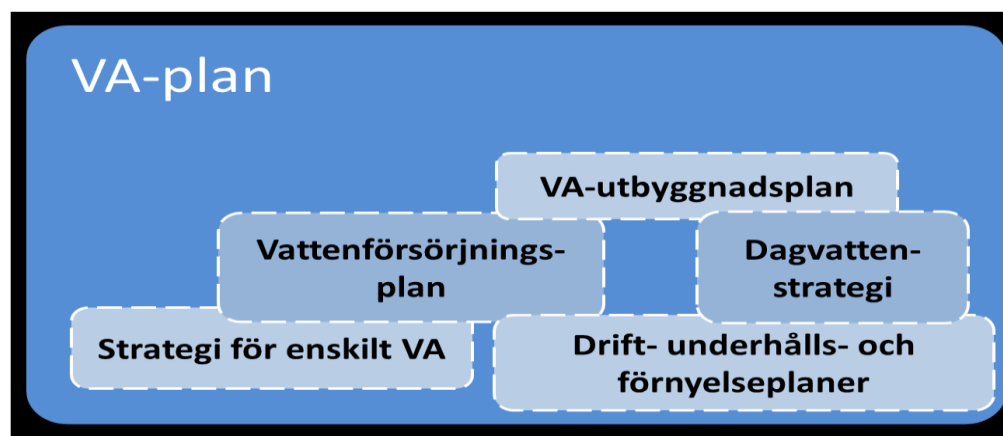 VA-plan
VA-utbyggnadsplan
Vattenförsörjnings-
plan
Dagvatten-
strategi
Strategi för enskilt VA
Drift- underhålls- och
förnyelseplaner